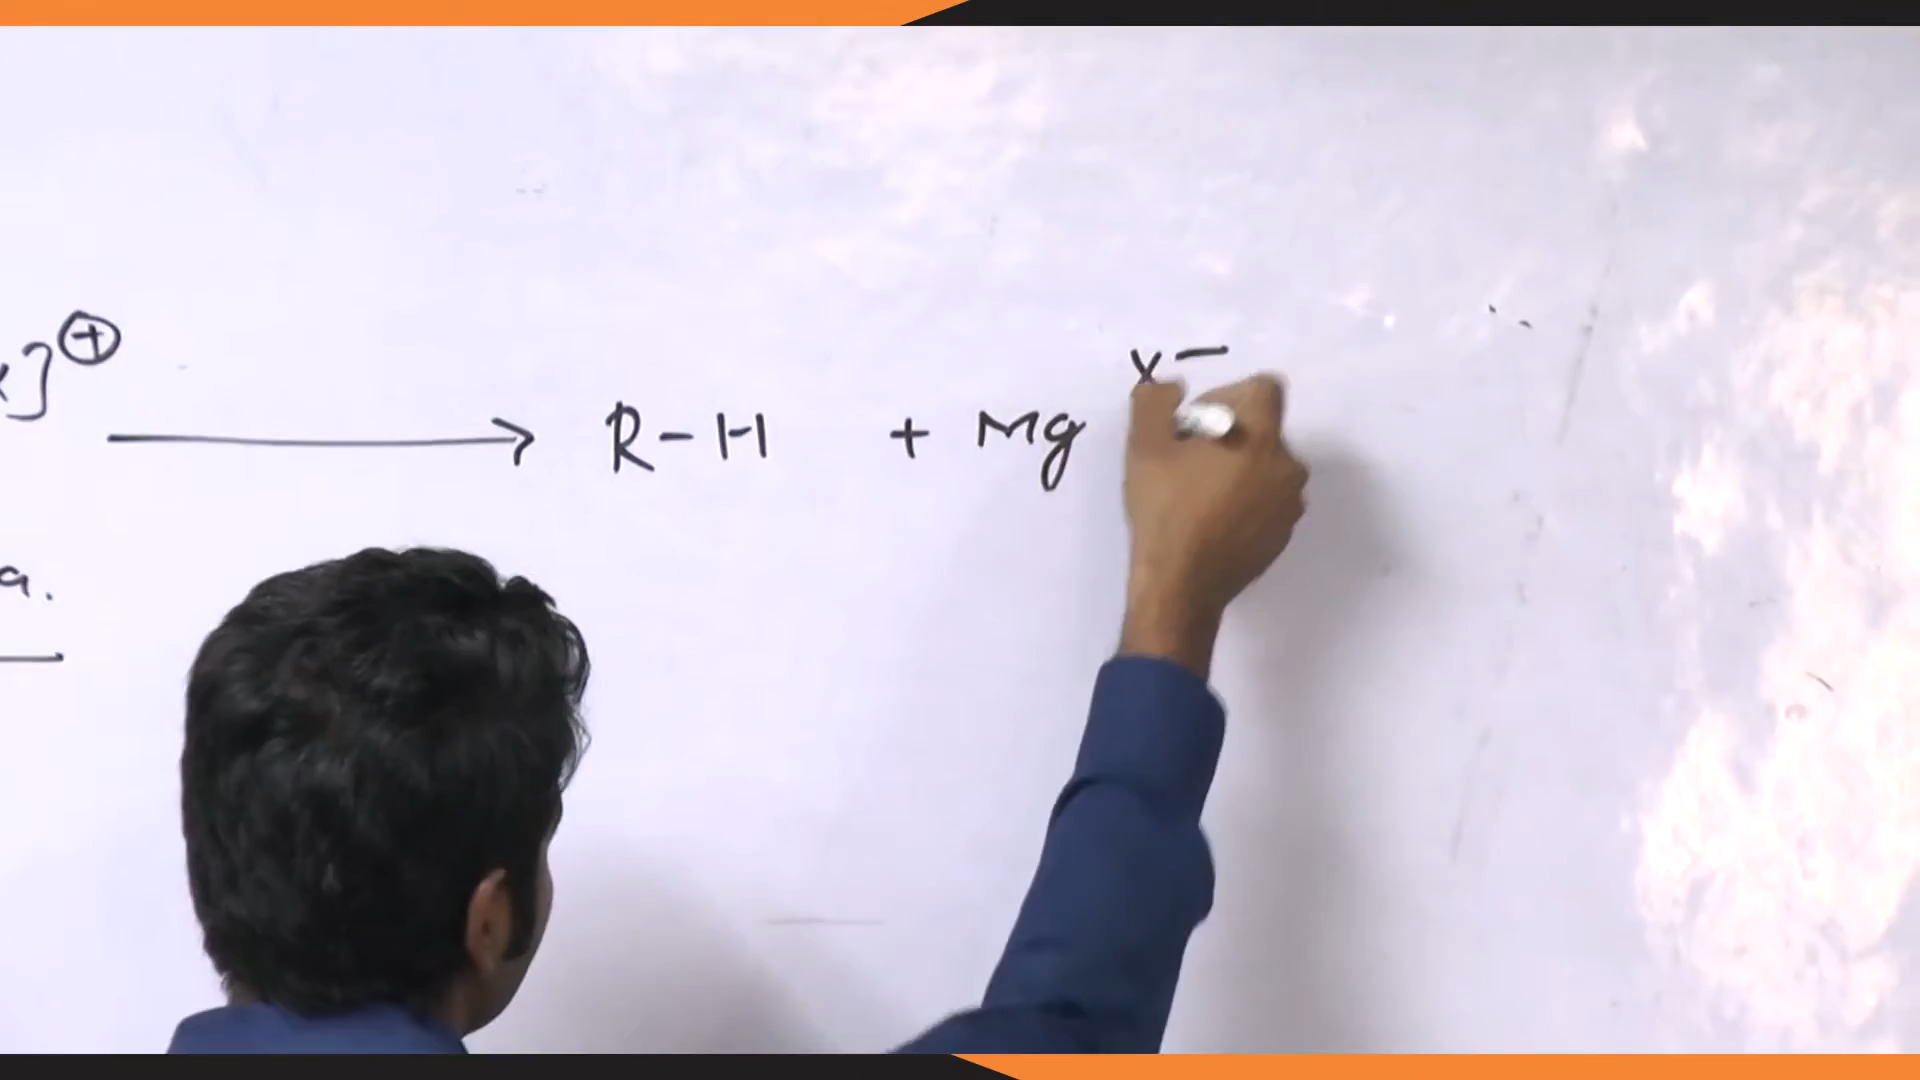 ]⊕
⟶ R-H + Mg X-
a.